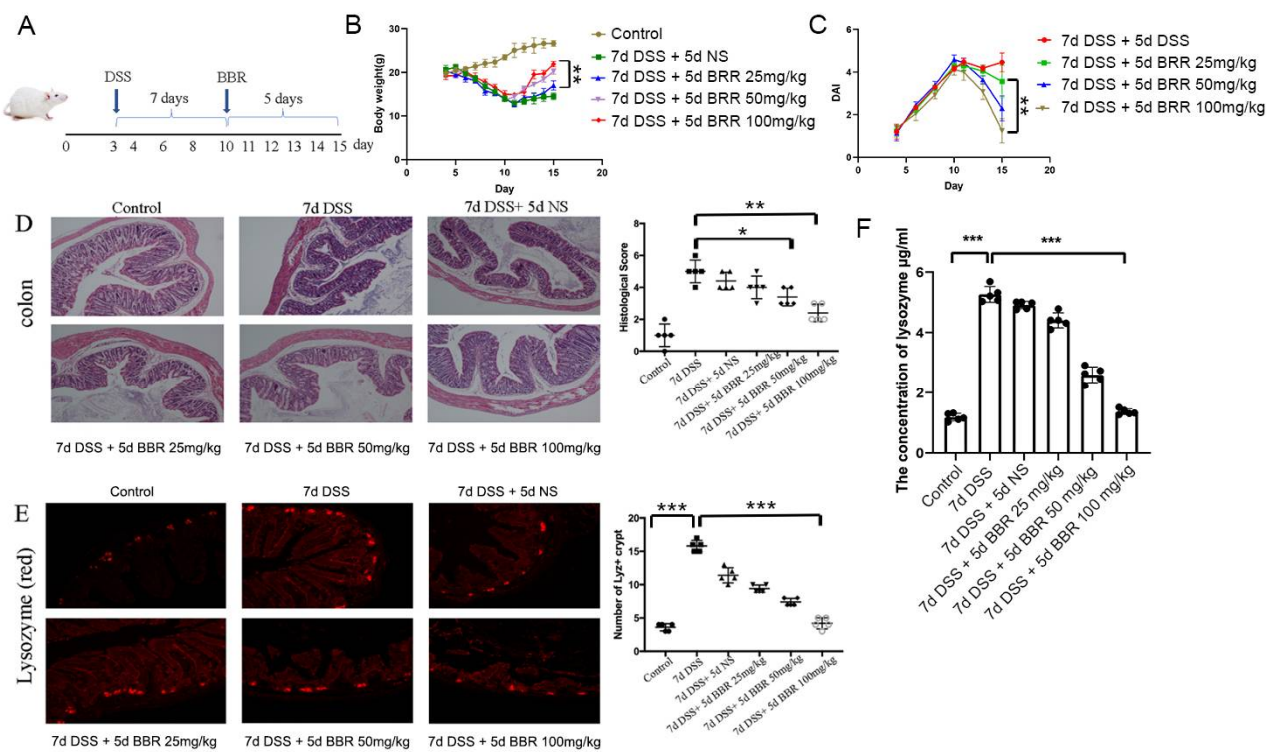 A
DSS
BBR
7 days
5 days
0
3
4
6
8
10
11
12
13
14
15
day
B
Body weight(g)
30
20
10
0
0
5
10
15
20
Day
**
Control
7d DSS + 5d NS
7d DSS + 5d BRR 25mg/kg
7d DSS + 5d BRR 50mg/kg
7d DSS + 5d BRR 100mg/kg
C
DAI
6
4
2
0
0
5
10
15
20
Day
**
7d DSS + 5d DSS
7d DSS + 5d BRR 25mg/kg
7d DSS + 5d BRR 50mg/kg
7d DSS + 5d BRR 100mg/kg
D
colon
Control
7d DSS
7d DSS+ 5d NS
7d DSS + 5d BBR 25mg/kg
7d DSS + 5d BBR 50mg/kg
7d DSS + 5d BBR 100mg/kg
Histological Score
8
6
4
2
0
**
*
Control
7d DSS
7d DSS+ 5d NS
7d DSS+ 5d BBR 25mg/kg
7d DSS+ 5d BBR 50mg/kg
7d DSS+ 5d BBR 100mg/kg
E
Lysozyme (red)
Control
7d DSS
7d DSS + 5d NS
7d DSS + 5d BBR 25mg/kg
7d DSS + 5d BBR 50mg/kg
7d DSS + 5d BBR 100mg/kg
Number of Lyz+ crypt
20
15
10
5
0
***
***
Control
7d DSS
7d DSS+ 5d NS
7d DSS+ 5d BBR 25mg/kg
7d DSS+ 5d BBR 50mg/kg
7d DSS+ 5d BBR 100mg/kg
F
The concentration of lysozyme μg/ml
6
4
2
0
***
***
Control
7d DSS
7d DSS + 5d NS
7d DSS + 5d BBR 25 mg/kg
7d DSS + 5d BBR 50 mg/kg
7d DSS + 5d BBR 100 mg/kg